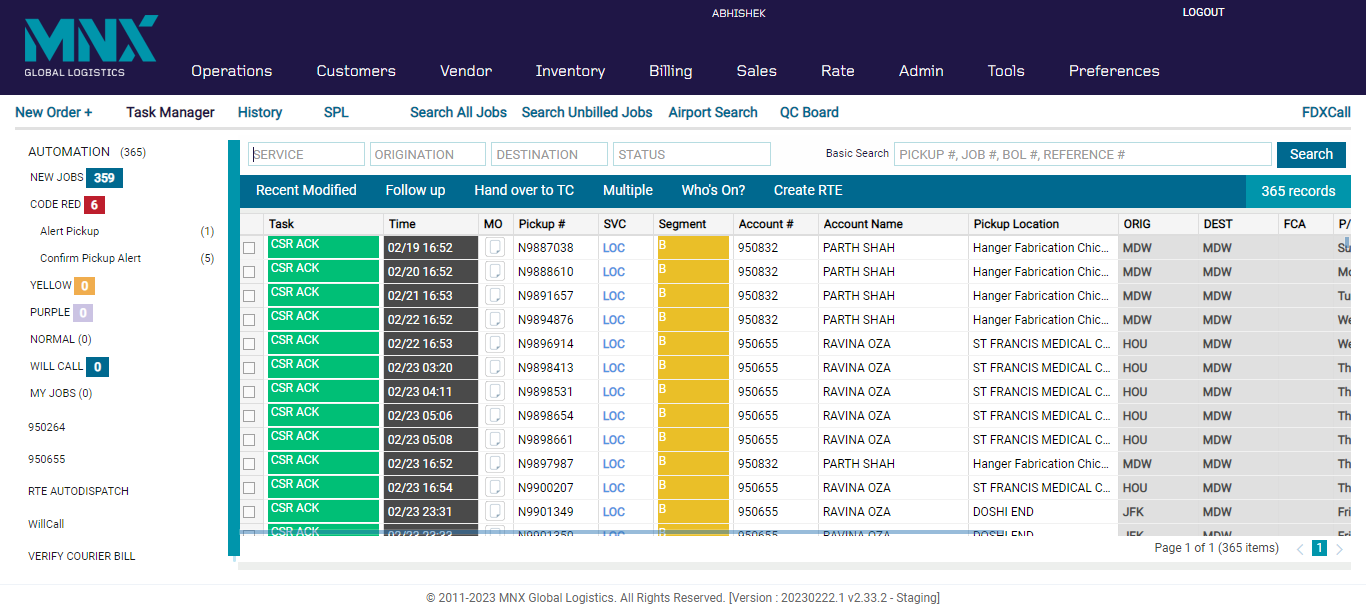 ABHISHEK LOGOUT
MNX
GLOBAL LOGISTICS
Operations Customers Vendor Inventory Billing Sales Rate Admin Tools Preferences
New Order + Task Manager History SPL Search All Jobs Search Unbilled Jobs Airport Search QC Board FDXCall
AUTOMATION (365)
NEW JOBS 359
CODE RED 6
Alert Pickup (1)
Confirm Pickup Alert (5)
YELLOW 0
PURPLE 0
NORMAL (0)
WILL CALL 0
MY JOBS (0)
950264
950655
RTE AUTODISPATCH
WillCall
VERIFY COURIER BILL
SERVICE ORIGINATION DESTINATION STATUS Basic Search PICKUP #, JOB #, BOL #, REFERENCE # Search
Recent Modified Follow up Hand over to TC Multiple Who's On? Create RTE 365 records
Task Time MO Pickup # SVC Segment Account # Account Name Pickup Location ORIG DEST FCA P/
CSR ACK 02/19 16:52 N9887038 LOC B 950832 PARTH SHAH Hanger Fabrication Chic... MDW MDW Su
CSR ACK 02/20 16:52 N9888610 LOC B 950832 PARTH SHAH Hanger Fabrication Chic... MDW MDW Mo
CSR ACK 02/21 16:53 N9891657 LOC B 950832 PARTH SHAH Hanger Fabrication Chic... MDW MDW Tu
CSR ACK 02/22 16:52 N9894876 LOC B 950832 PARTH SHAH Hanger Fabrication Chic... MDW MDW We
CSR ACK 02/22 16:53 N9896914 LOC B 950655 RAVINA OZA ST FRANCIS MEDICAL C... HOU MDW We
CSR ACK 02/23 03:20 N9898413 LOC B 950655 RAVINA OZA ST FRANCIS MEDICAL C... HOU MDW Th
CSR ACK 02/23 04:11 N9898531 LOC B 950655 RAVINA OZA ST FRANCIS MEDICAL C... HOU MDW Th
CSR ACK 02/23 05:06 N9898654 LOC B 950655 RAVINA OZA ST FRANCIS MEDICAL C... HOU MDW Th
CSR ACK 02/23 05:08 N9898661 LOC B 950655 RAVINA OZA ST FRANCIS MEDICAL C... HOU MDW Th
CSR ACK 02/23 16:52 N9897987 LOC B 950832 PARTH SHAH Hanger Fabrication Chic... MDW MDW Th
CSR ACK 02/23 16:54 N9900207 LOC B 950655 RAVINA OZA ST FRANCIS MEDICAL C... HOU MDW Th
CSR ACK 02/23 23:31 N9901349 LOC B 950655 RAVINA OZA DOSHI END JFK MDW Fri
CSR ACK 02/23 23:33 N9901350 LOC B 950655 RAVINA OZA DOSHI END JFK MDW Fri
Page 1 of 1 (365 items) 1
© 2011-2023 MNX Global Logistics. All Rights Reserved. [Version : 20230222.1 v2.33.2 - Staging]